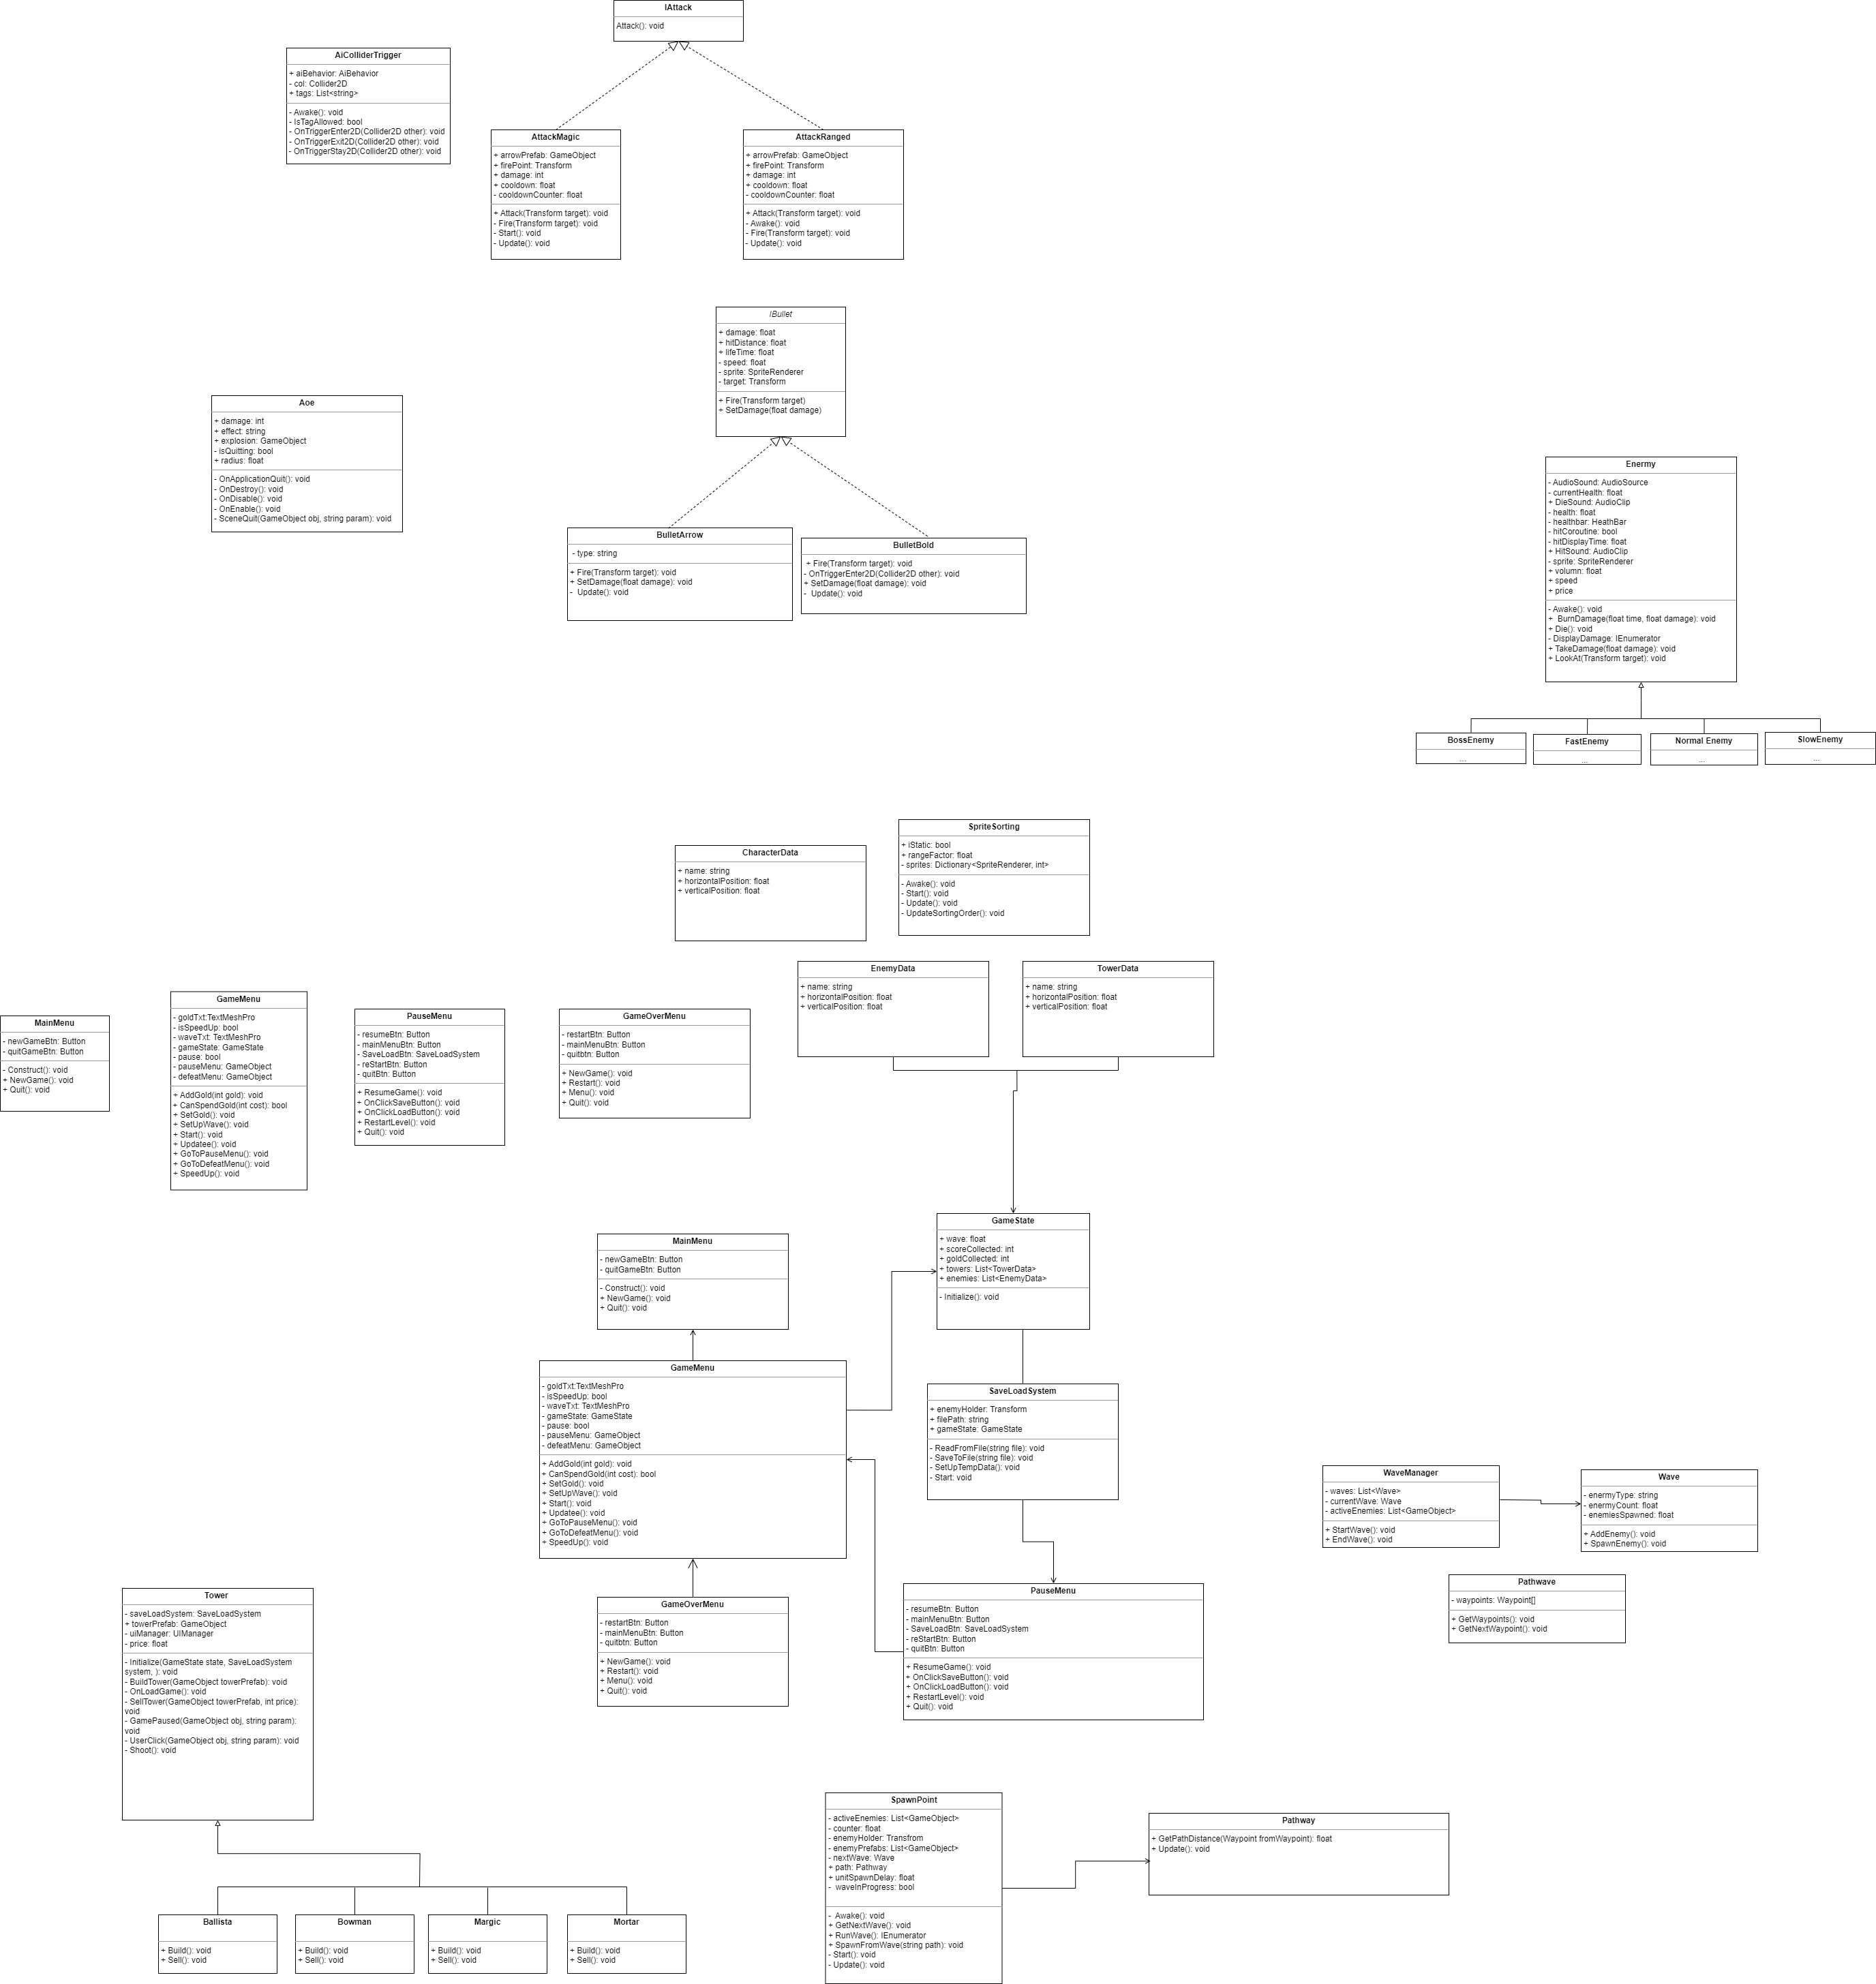 IAttack
Attack(): void
AiColliderTrigger
+ aiBehavior: AiBehavior
- col: Collider2D
+ tags: List<string>
- Awake(): void
- IsTagAllowed: bool
- OnTriggerEnter2D(Collider2D other): void
- OnTriggerExit2D(Collider2D other): void
- OnTriggerStay2D(Collider2D other): void
AttackMagic
+ arrowPrefab: GameObject
+ firePoint: Transform
+ damage: int
+ cooldown: float
- cooldownCounter: float
+ Attack(Transform target): void
- Fire(Transform target): void
- Start(): void
- Update(): void
AttackRanged
+ arrowPrefab: GameObject
+ firePoint: Transform
+ damage: int
+ cooldown: float
- cooldownCounter: float
+ Attack(Transform target): void
- Awake(): void
- Fire(Transform target): void
- Update(): void
IBullet
+ damage: float
+ hitDistance: float
+ lifeTime: float
- speed: float
- sprite: SpriteRenderer
- target: Transform
+ Fire(Transform target)
+ SetDamage(float damage)
Aoe
+ damage: int
+ effect: string
+ explosion: GameObject
- isQuitting: bool
+ radius: float
- OnApplicationQuit(): void
- OnDestroy(): void
- OnDisable(): void
- OnEnable(): void
- SceneQuit(GameObject obj, string param): void
BulletArrow
- type: string
+ Fire(Transform target): void
+ SetDamage(float damage): void
-  Update(): void
BulletBold
+ Fire(Transform target): void
- OnTriggerEnter2D(Collider2D other): void
+ SetDamage(float damage): void
-  Update(): void
Enermy
- AudioSound: AudioSource
- currentHealth: float
+ DieSound: AudioClip
- health: float
- healthbar: HeathBar
- hitCoroutine: bool
- hitDisplayTime: float
+ HitSound: AudioClip
- sprite: SpriteRenderer
+ volumn: float
+ speed
+ price
- Awake(): void
+  BurnDamage(float time, float damage): void
+ Die(): void
- DisplayDamage: IEnumerator
+ TakeDamage(float damage): void
+ LookAt(Transform target): void
BossEnemy
...
FastEnemy
...
Normal Enemy
...
SlowEnemy
...
CharacterData
+ name: string
+ horizontalPosition: float
+ verticalPosition: float
SpriteSorting
+ iStatic: bool
+ rangeFactor: float
- sprites: Dictionary<SpriteRenderer, int>
- Awake(): void
- Start(): void
- Update(): void
- UpdateSortingOrder(): void
EnemyData
+ name: string
+ horizontalPosition: float
+ verticalPosition: float
TowerData
+ name: string
+ horizontalPosition: float
+ verticalPosition: float
MainMenu
- newGameBtn: Button
- quitGameBtn: Button
- Construct(): void
+ NewGame(): void
+ Quit(): void
GameMenu
- goldTxt:TextMeshPro
- isSpeedUp: bool
- waveTxt: TextMeshPro
- gameState: GameState
- pause: bool
- pauseMenu: GameObject
- defeatMenu: GameObject
+ AddGold(int gold): void
+ CanSpendGold(int cost): bool
+ SetGold(): void
+ SetUpWave(): void
+ Start(): void
+ Updatee(): void
+ GoToPauseMenu(): void
+ GoToDefeatMenu(): void
+ SpeedUp(): void
PauseMenu
- resumeBtn: Button
- mainMenuBtn: Button
- SaveLoadBtn: SaveLoadSystem
- reStartBtn: Button
- quitBtn: Button
+ ResumeGame(): void
+ OnClickSaveButton(): void
+ OnClickLoadButton(): void
+ RestartLevel(): void
+ Quit(): void
GameOverMenu
- restartBtn: Button
- mainMenuBtn: Button
- quitbtn: Button
+ NewGame(): void
+ Restart(): void
+ Menu(): void
+ Quit(): void
GameState
+ wave: float
+ scoreCollected: int
+ goldCollected: int
+ towers: List<TowerData>
+ enemies: List<EnemyData>
- Initialize(): void
MainMenu
- newGameBtn: Button
- quitGameBtn: Button
- Construct(): void
+ NewGame(): void
+ Quit(): void
GameMenu
- goldTxt:TextMeshPro
- isSpeedUp: bool
- waveTxt: TextMeshPro
- gameState: GameState
- pause: bool
- pauseMenu: GameObject
- defeatMenu: GameObject
+ AddGold(int gold): void
+ CanSpendGold(int cost): bool
+ SetGold(): void
+ SetUpWave(): void
+ Start(): void
+ Updatee(): void
+ GoToPauseMenu(): void
+ GoToDefeatMenu(): void
+ SpeedUp(): void
SaveLoadSystem
+ enemyHolder: Transform
+ filePath: string
+ gameState: GameState
- ReadFromFile(string file): void
- SaveToFile(string file): void
- SetUpTempData(): void
- Start: void
WaveManager
- waves: List<Wave>
- currentWave: Wave
- activeEnemies: List<GameObject>
+ StartWave(): void
+ EndWave(): void
Wave
- enermyType: string
- enermyCount: float
- enemiesSpawned: float
+ AddEnemy(): void
+ SpawnEnemy(): void
Pathwave
- waypoints: Waypoint[]
+ GetWaypoints(): void
+ GetNextWaypoint(): void
Tower
- saveLoadSystem: SaveLoadSystem
+ towerPrefab: GameObject
- uiManager: UIManager
- price: float
- Initialize(GameState state, SaveLoadSystem
system, ): void
- BuildTower(GameObject towerPrefab): void
- OnLoadGame(): void
- SellTower(GameObject towerPrefab, int price):
void
- GamePaused(GameObject obj, string param):
void
- UserClick(GameObject obj, string param): void
- Shoot(): void
GameOverMenu
- restartBtn: Button
- mainMenuBtn: Button
- quitbtn: Button
+ NewGame(): void
+ Restart(): void
+ Menu(): void
+ Quit(): void
PauseMenu
- resumeBtn: Button
- mainMenuBtn: Button
- SaveLoadBtn: SaveLoadSystem
- reStartBtn: Button
- quitBtn: Button
+ ResumeGame(): void
+ OnClickSaveButton(): void
+ OnClickLoadButton(): void
+ RestartLevel(): void
+ Quit(): void
SpawnPoint
- activeEnemies: List<GameObject>
- counter: float
- enemyHolder: Transfrom
- enemyPrefabs: List<GameObject>
- nextWave: Wave
+ path: Pathway
+ unitSpawnDelay: float
-  waveInProgress: bool
-  Awake(): void
+ GetNextWave(): void
+ RunWave(): IEnumerator
+ SpawnFromWave(string path): void
- Start(): void
- Update(): void
Pathway
+ GetPathDistance(Waypoint fromWaypoint): float
+ Update(): void
Ballista
+ Build(): void
+ Sell(): void
Bowman
+ Build(): void
+ Sell(): void
Margic
+ Build(): void
+ Sell(): void
Mortar
+ Build(): void
+ Sell(): void